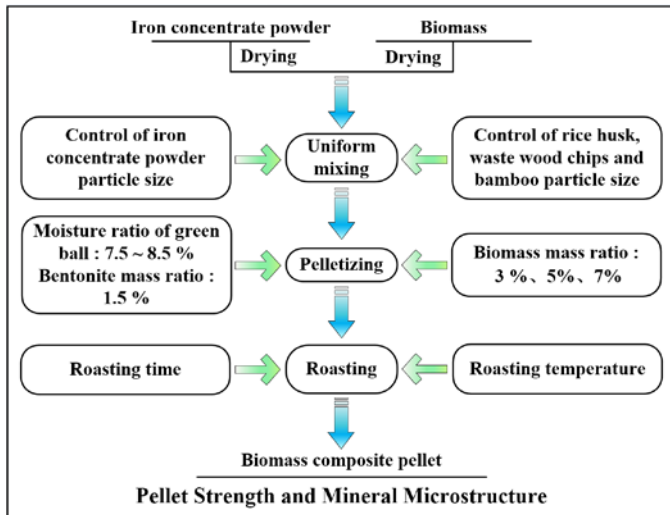 Iron concentrate powder
Biomass
Drying
Drying
Control of iron
concentrate powder
particle size
Uniform
mixing
Control of rice husk,
waste wood chips and
bamboo particle size
Moisture ratio of green
ball : 7.5 ~ 8.5 %
Bentonite mass ratio :
1.5 %
Pelletizing
Biomass mass ratio :
3 %、5%、7%
Roasting time
Roasting
Roasting temperature
Biomass composite pellet
Pellet Strength and Mineral Microstructure